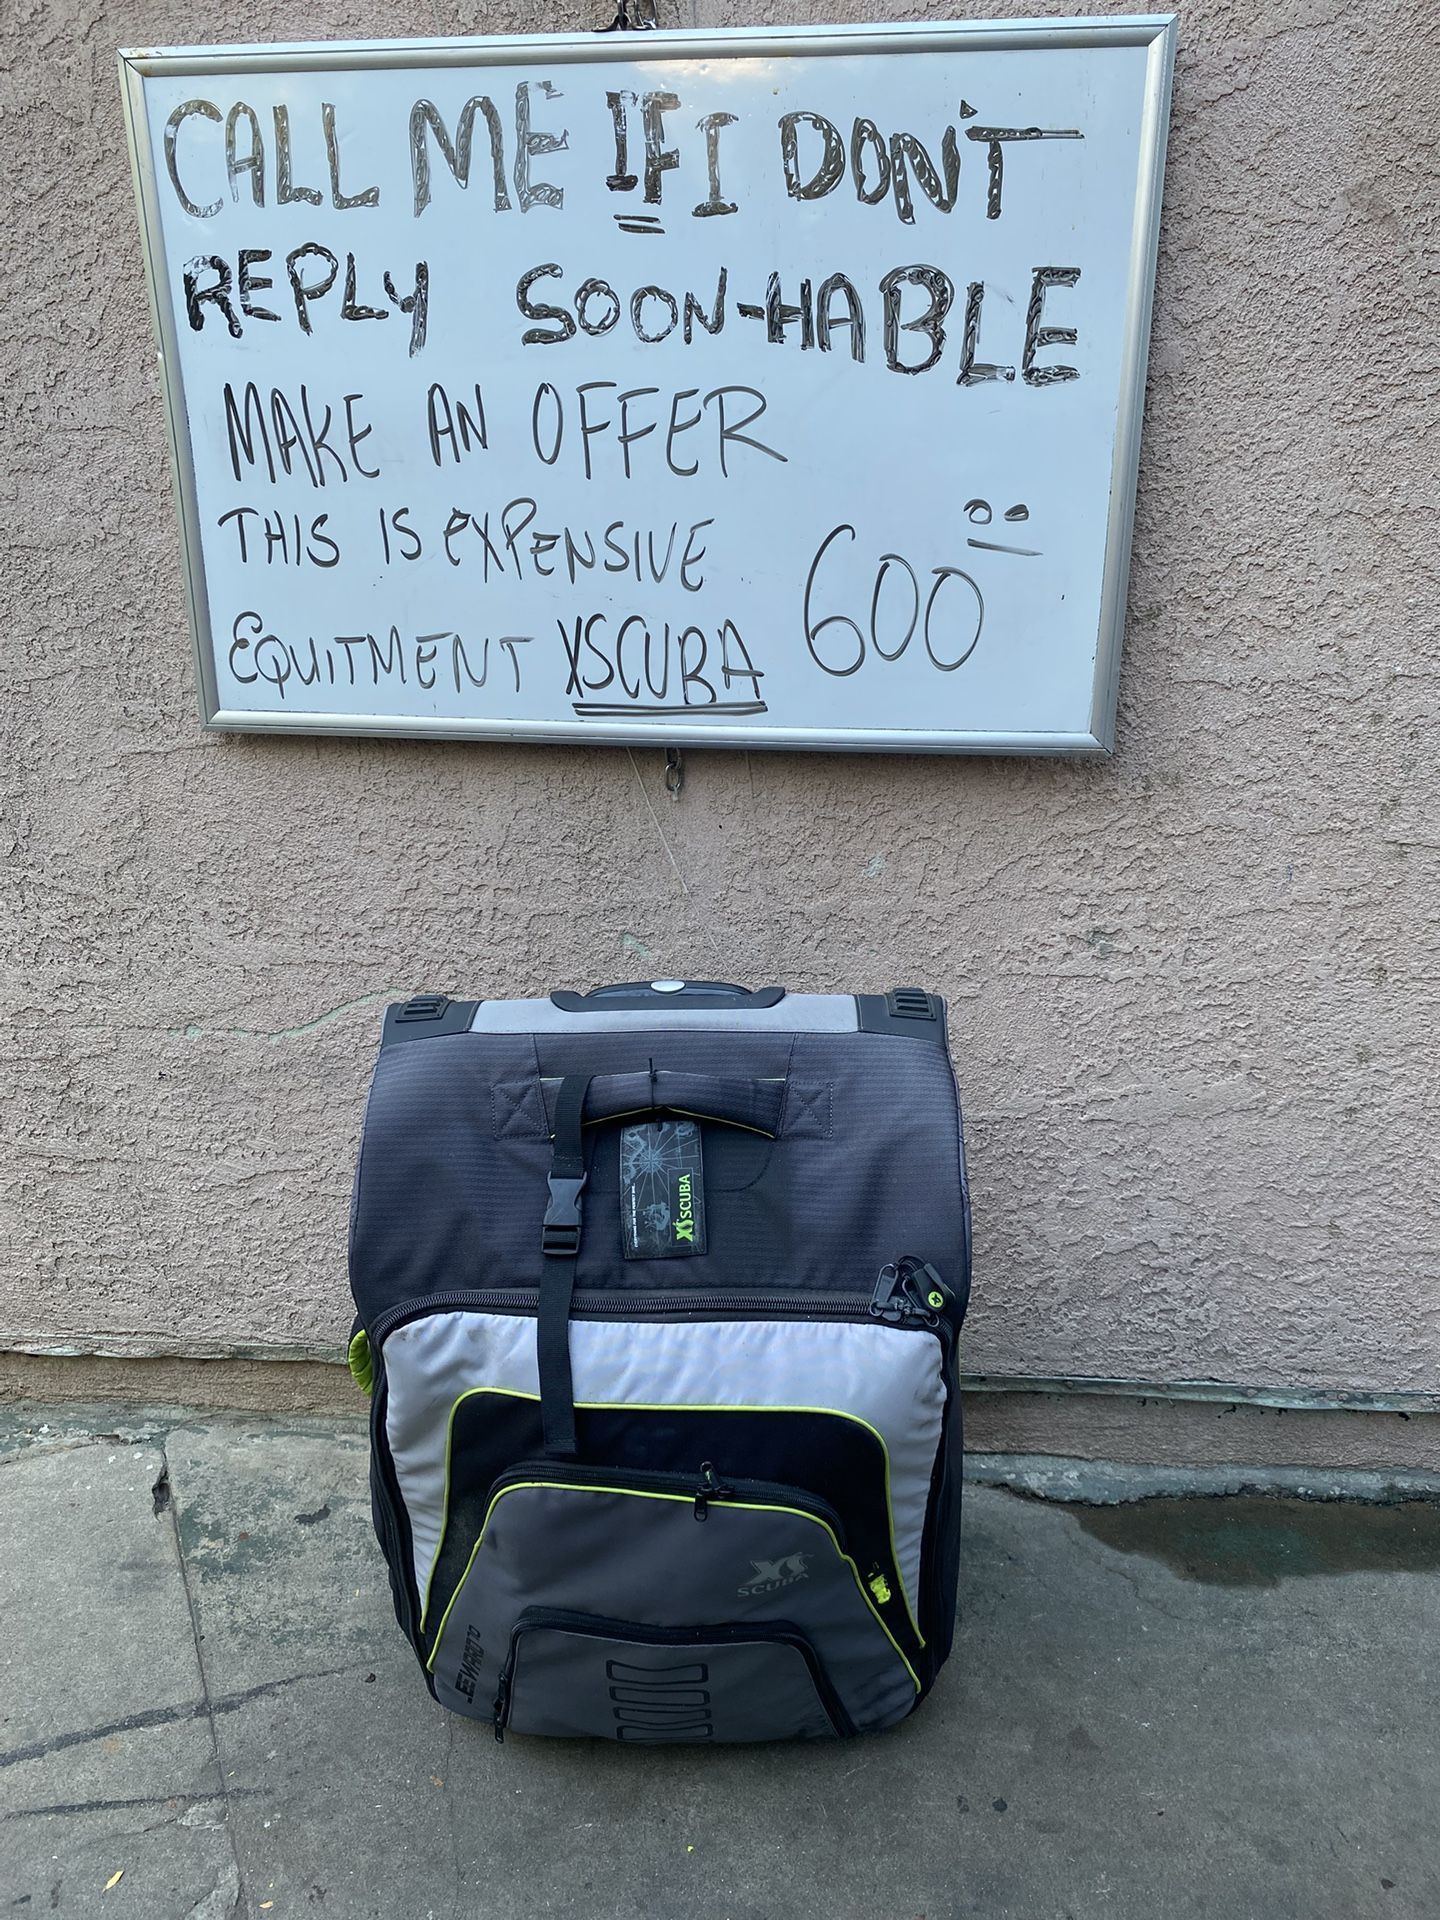 CALL ME IF I DON'T
REPLY SOON-HABLE
MAKE AN OFFER
THIS IS EXPENSIVE
EQUITMENT XSCUBA 600⁰⁰
XS SCUBA
XS
SCUBA